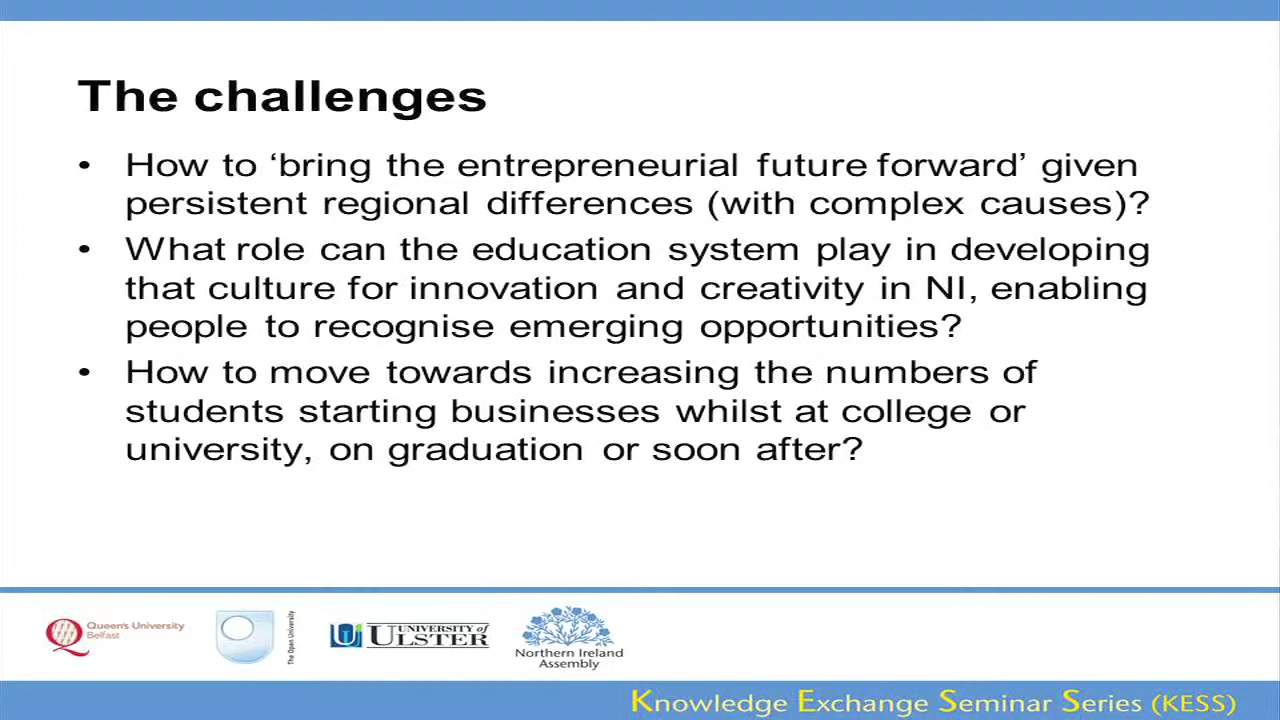 The challenges
• How to ‘bring the entrepreneurial future forward’ given
persistent regional differences (with complex causes)?
• What role can the education system play in developing
that culture for innovation and creativity in NI, enabling
people to recognise emerging opportunities?
• How to move towards increasing the numbers of
students starting businesses whilst at college or
university, on graduation or soon after?
Queen's University
Belfast
The Open University
UNIVERSITY of
ULSTER
Northern Ireland
Assembly
Knowledge Exchange Seminar Series (KESS)